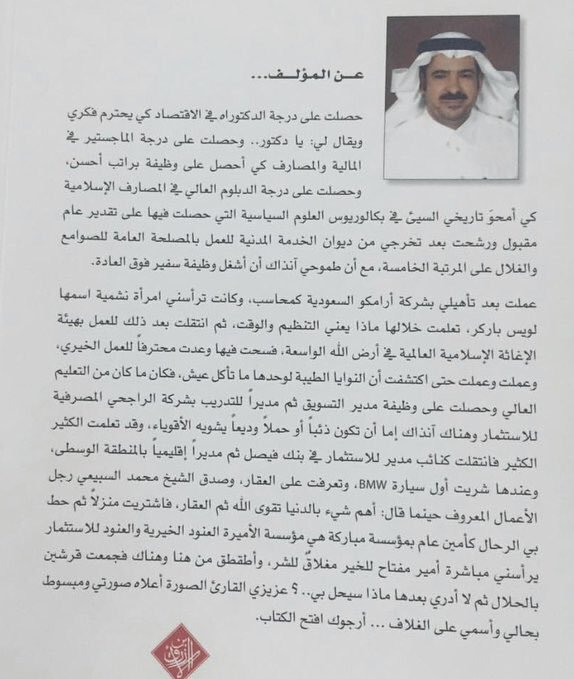 عن المؤلف...
حصلت على درجة الدكتوراه في الاقتصاد كي يحترم فكري
ويقال لي: يا دكتور.. وحصلت على درجة الماجستير في
المالية والمصارف كي أحصل على وظيفة براتب أحسن،
وحصلت على درجة الدبلوم العالي في المصارف الإسلامية
كي أمحوَ تاريخي السيئ في بكالوريوس العلوم السياسية التي حصلت فيها على تقدير عام
مقبول ورشحت بعد تخرجي من ديوان الخدمة المدنية للعمل بالمصلحة العامة للصوامع
والغلال على المرتبة الخامسة، مع أن طموحي آنذاك أن أشغل وظيفة سفير فوق العادة.
عملت بعد تأهيلي بشركة أرامكو السعودية كمحاسب، وكانت ترأسني امرأة نشمية اسمها
لويس باركر، تعلمت خلالها ماذا يعني التنظيم والوقت، ثم انتقلت بعد ذلك للعمل بهيئة
الإغاثة الإسلامية العالمية في أرض الله الواسعة، فسحت فيها وعدت محترفاً للعمل الخيري،
وعملت وعملت حتى اكتشفت أن النوايا الطيبة لوحدها ما تأكل عيش، فكان ما كان من التعليم
العالي وحصلت على وظيفة مدير التسويق ثم مديراً للتدريب بشركة الراجحي المصرفية
للاستثمار وهناك آنذاك إما أن تكون ذئباً أو حملاً وديعاً يشويه الأقوياء، وقد تعلمت الكثير
الكثير فانتقلت كنائب مدير للاستثمار في بنك فيصل ثم مديراً إقليمياً بالمنطقة الوسطى،
وعندها شريت أول سيارة BMW، وتعرفت على العقار، وصدق الشيخ محمد السبيعي رجل
الأعمال المعروف حينما قال: أهم شيء بالدنيا تقوى الله ثم العقار، فاشتريت منزلاً ثم حط
بي الرحال كأمين عام بمؤسسة مباركة هي مؤسسة الأميرة العنود الخيرية والعنود للاستثمار
يرأسني مباشرة أمير مفتاح للخير مغلاقٌ للشر، وأطقطق من هنا وهناك فجمعت قرشين
بالحلال ثم لا أدري بعدها ماذا سيحل بي..؟ عزيزي القارئ الصورة أعلاه صورتي ومبسوط
بحالي وأسمي على الغلاف ... أرجوك افتح الكتاب.